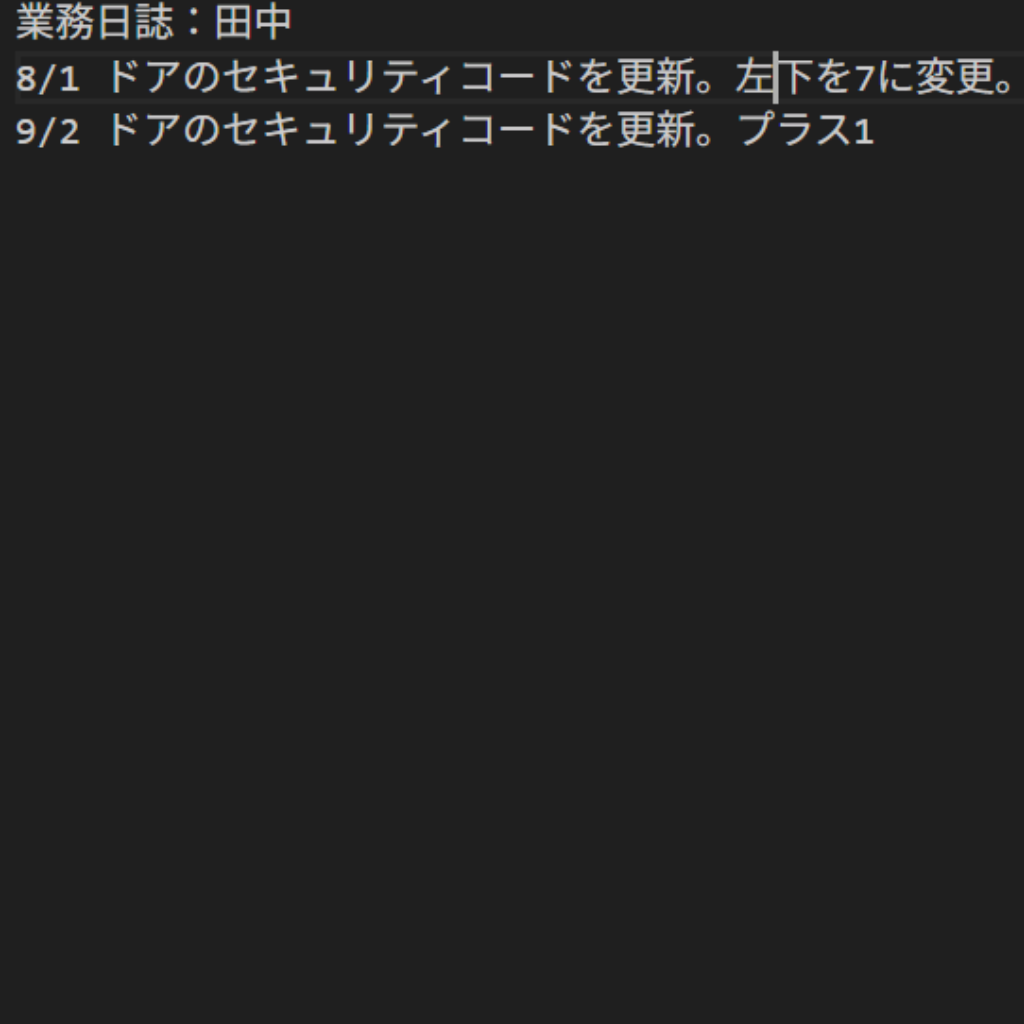 業務日誌：田中
8/1 ドアのセキュリティコードを更新。左下を7に変更。
9/2 ドアのセキュリティコードを更新。プラス1